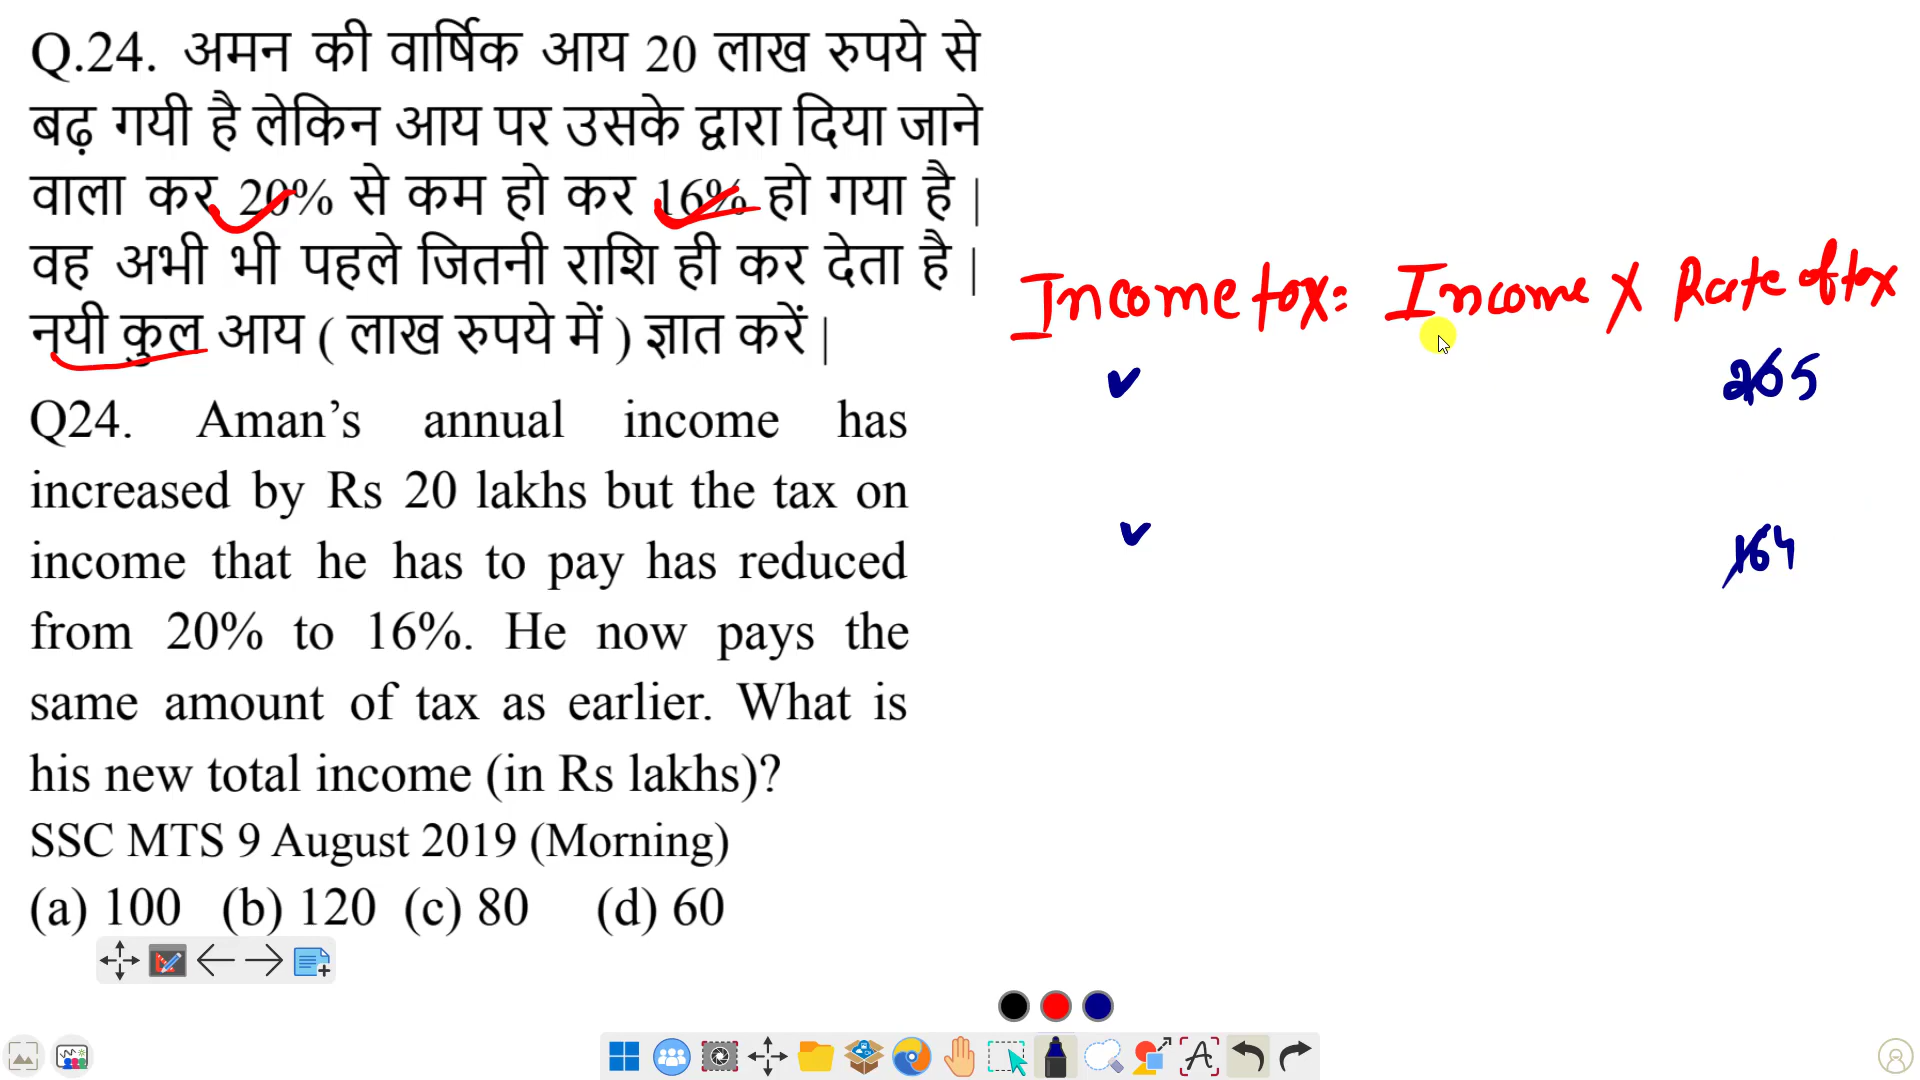 Q.24. अमन की वार्षिक आय 20 लाख रुपये से
बढ़ गयी है लेकिन आय पर उसके द्वारा दिया जाने
वाला कर 20% से कम हो कर 16% हो गया है |
वह अभी भी पहले जितनी राशि ही कर देता है |
नयी कुल आय ( लाख रुपये में ) ज्ञात करें |
Q24. Aman’s annual income has
increased by Rs 20 lakhs but the tax on
income that he has to pay has reduced
from 20% to 16%. He now pays the
same amount of tax as earlier. What is
his new total income (in Rs lakhs)?
SSC MTS 9 August 2019 (Morning)
(a) 100 (b) 120 (c) 80 (d) 60
Income tax = Income X Rate of tax
20 5
16 4